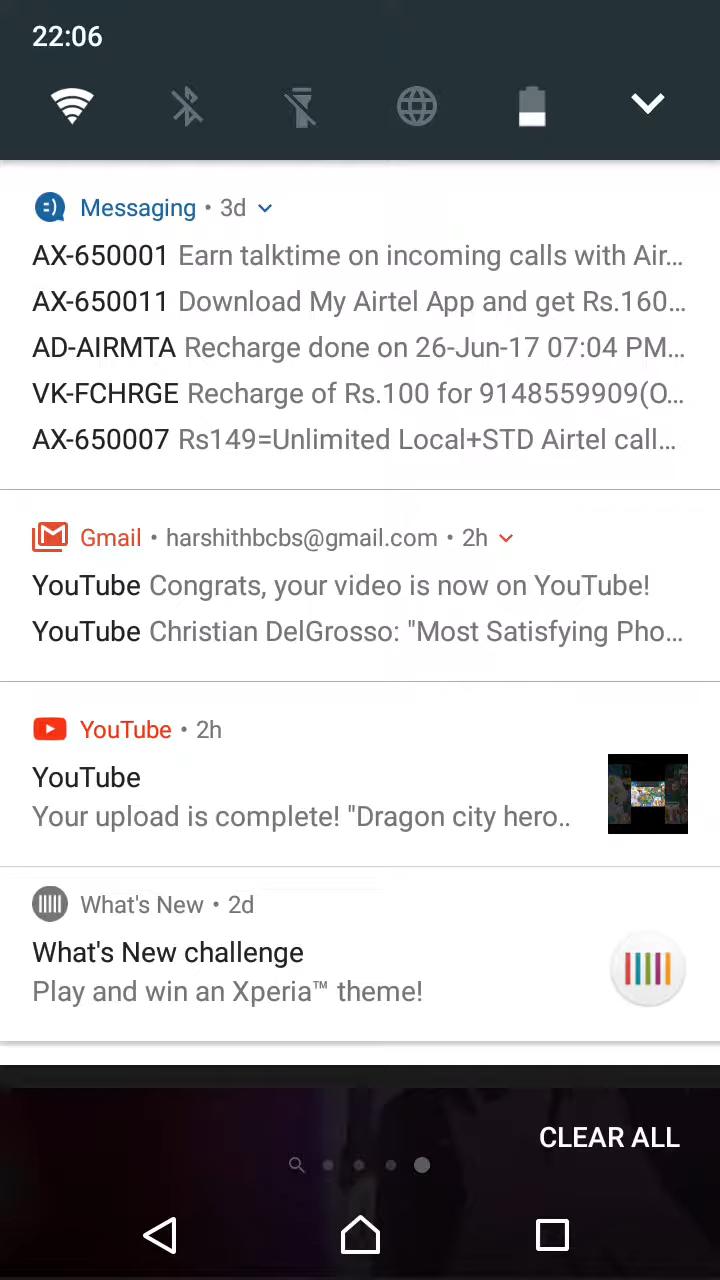 22:06
Messaging • 3d
AX-650001 Earn talktime on incoming calls with Air...
AX-650011 Download My Airtel App and get Rs.160...
AD-AIRMTA Recharge done on 26-Jun-17 07:04 PM...
VK-FCHRGE Recharge of Rs.100 for 9148559909(O...
AX-650007 Rs149=Unlimited Local+STD Airtel call...
Gmail • harshithbcbs@gmail.com • 2h
YouTube Congrats, your video is now on YouTube!
YouTube Christian DelGrosso: "Most Satisfying Pho...
YouTube • 2h
YouTube
Your upload is complete! "Dragon city hero..
What's New • 2d
What's New challenge
Play and win an Xperia™ theme!
CLEAR ALL